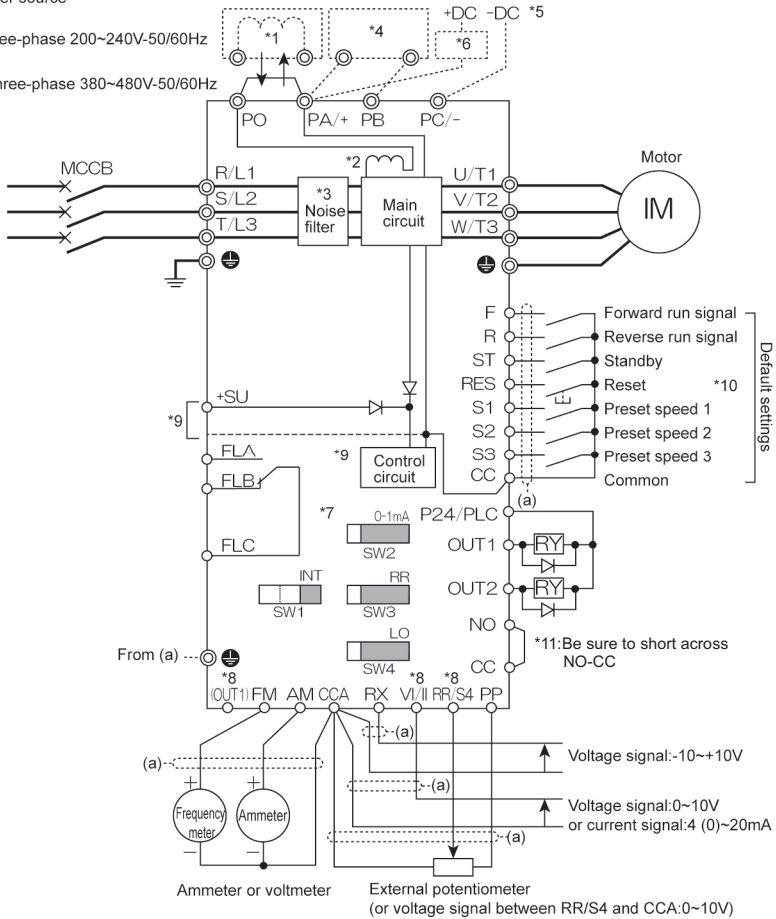 er source
+DC -DC *5
ee-phase 200~240V-50/60Hz
*1
*4
*6
hree-phase 380~480V-50/60Hz
PO
PA/+
PB
PC/-
MCCB
*2
Motor
R/L1
U/T1
S/L2
*3
Noise
filter
Main
circuit
V/T2
IM
T/L3
W/T3
F
Forward run signal
R
Reverse run signal
ST
Standby
RES
Reset
*10
S1
Preset speed 1
S2
Preset speed 2
S3
Preset speed 3
CC
Common
Default settings
(a)
+SU
*9
FLA
FLB
*9
Control
circuit
FLC
*7
0-1mA
SW2
P24/PLC
OUT1
RY
INT
SW1
RR
SW3
OUT2
RY
LO
SW4
NO
*11:Be sure to short across
NO-CC
CC
From (a)
*8
*8
*8
(OUT1) FM AM CCA RX VI/II RR/S4 PP
(a)
Voltage signal:-10~+10V
(a)
(a)
Voltage signal:0~10V
or current signal:4 (0)~20mA
+
+
Frequency
meter
Ammeter
(a)
−
−
Ammeter or voltmeter
External potentiometer
(or voltage signal between RR/S4 and CCA:0~10V)